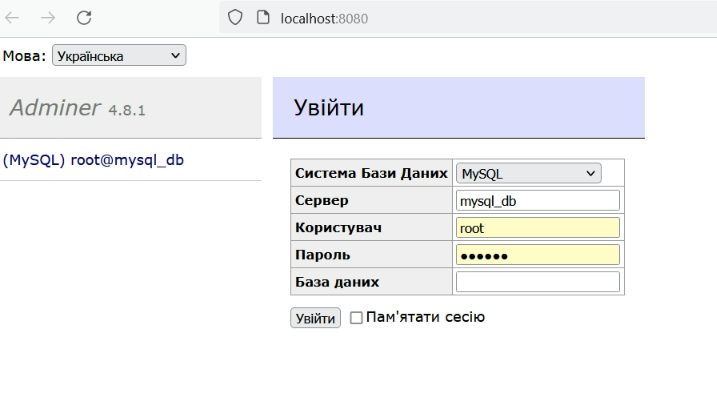 localhost:8080
Мова: Українська
Adminer 4.8.1
Увійти
(MySQL) root@mysql_db
Система Бази Даних MySQL
Сервер mysql_db
Користувач root
Пароль ●●●●●●
База даних
Увійти Пам'ятати сесію